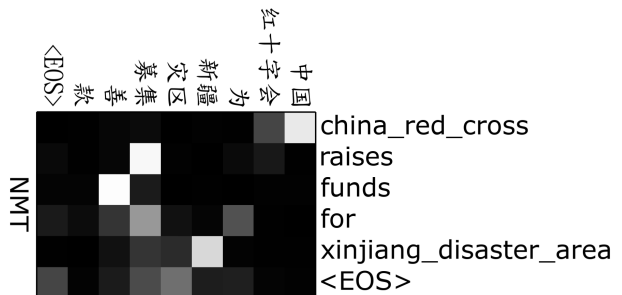 中国
红十字会
为
新疆
灾区
募集
善
款
<EOS>
china_red_cross
raises
funds
for
xinjiang_disaster_area
<EOS>
NMT